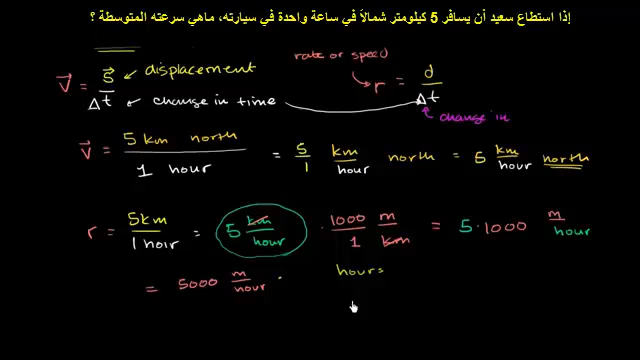 إذا استطاع سعيد أن يسافر 5 كيلومتر شمالاً في ساعة واحدة في سيارته، ماهي سرعته المتوسطة ؟
rate or speed
V = S / Δt displacement r = d / Δt
change in time
change in
V = 5 km north / 1 hour = 5/1 km/hour north = 5 km/hour north
r = 5km / 1 hoir = 5 km/hour · 1000 m / 1 km = 5 · 1000 m/hour
= 5000 m/hour · hours